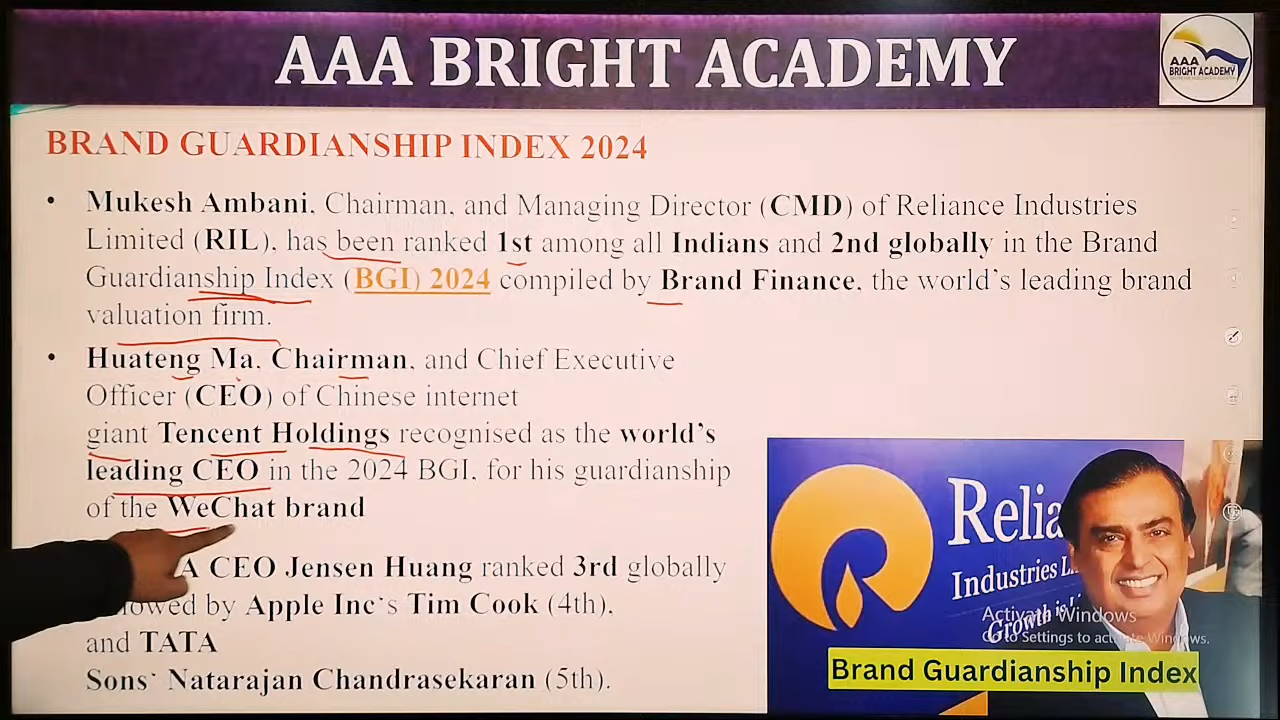 AAA BRIGHT ACADEMY
AAA
BRIGHT ACADEMY
BRAND GUARDIANSHIP INDEX 2024
• Mukesh Ambani, Chairman, and Managing Director (CMD) of Reliance Industries
Limited (RIL), has been ranked 1st among all Indians and 2nd globally in the Brand
Guardianship Index (BGI) 2024 compiled by Brand Finance, the world's leading brand
valuation firm.
• Huateng Ma, Chairman, and Chief Executive
Officer (CEO) of Chinese internet
giant Tencent Holdings recognised as the world's
leading CEO in the 2024 BGI, for his guardianship
of the WeChat brand
CEO Jensen Huang ranked 3rd globally
by Apple Inc's Tim Cook (4th),
and TATA
Sons' Natarajan Chandrasekaran (5th).
Relia
Industries
Growth is
Activate Windows
Go to Settings to activate Windows.
Brand Guardianship Index